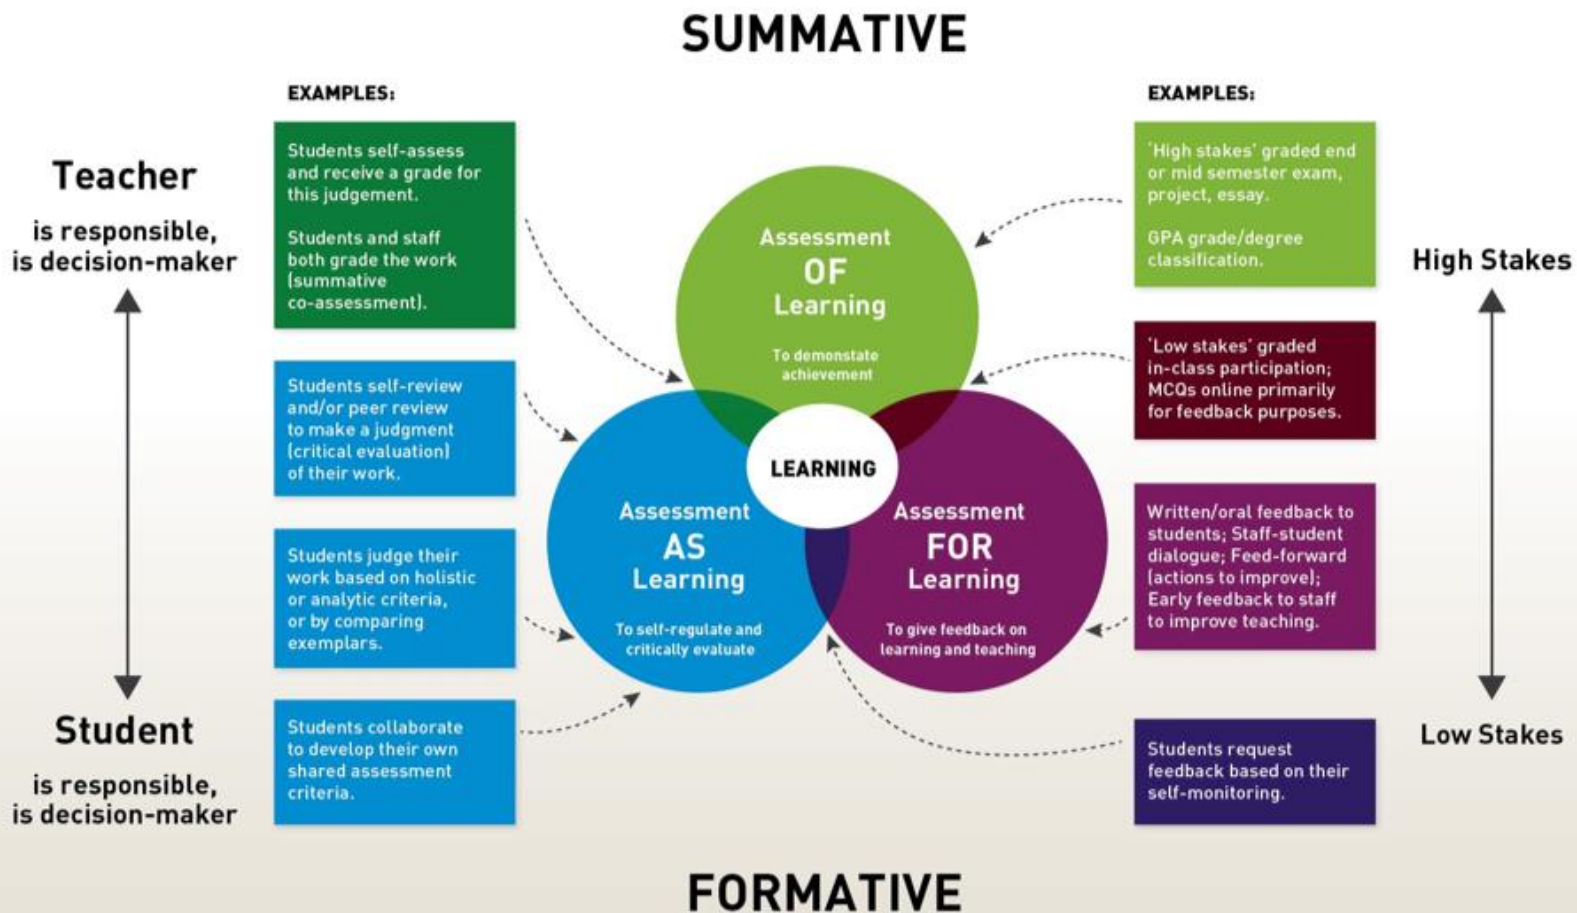 SUMMATIVE
EXAMPLES:
Teacher
is responsible,
is decision-maker
Student
is responsible,
is decision-maker
Students self-assess
and receive a grade for
this judgement.
Students and staff
both grade the work
(summative
co-assessment).
Students self-review
and/or peer review
to make a judgment
(critical evaluation)
of their work.
Students judge their
work based on holistic
or analytic criteria,
or by comparing
exemplars.
Students collaborate
to develop their own
shared assessment
criteria.
Assessment
OF
Learning
To demonstate
achievement
LEARNING
Assessment
AS
Learning
To self-regulate and
critically evaluate
Assessment
FOR
Learning
To give feedback on
learning and teaching
EXAMPLES:
'High stakes' graded end
or mid semester exam,
project, essay.
GPA grade/degree
classification.
'Low stakes' graded
in-class participation;
MCQs online primarily
for feedback purposes.
Written/oral feedback to
students; Staff-student
dialogue; Feed-forward
(actions to improve);
Early feedback to staff
to improve teaching.
Students request
feedback based on their
self-monitoring.
High Stakes
Low Stakes
FORMATIVE